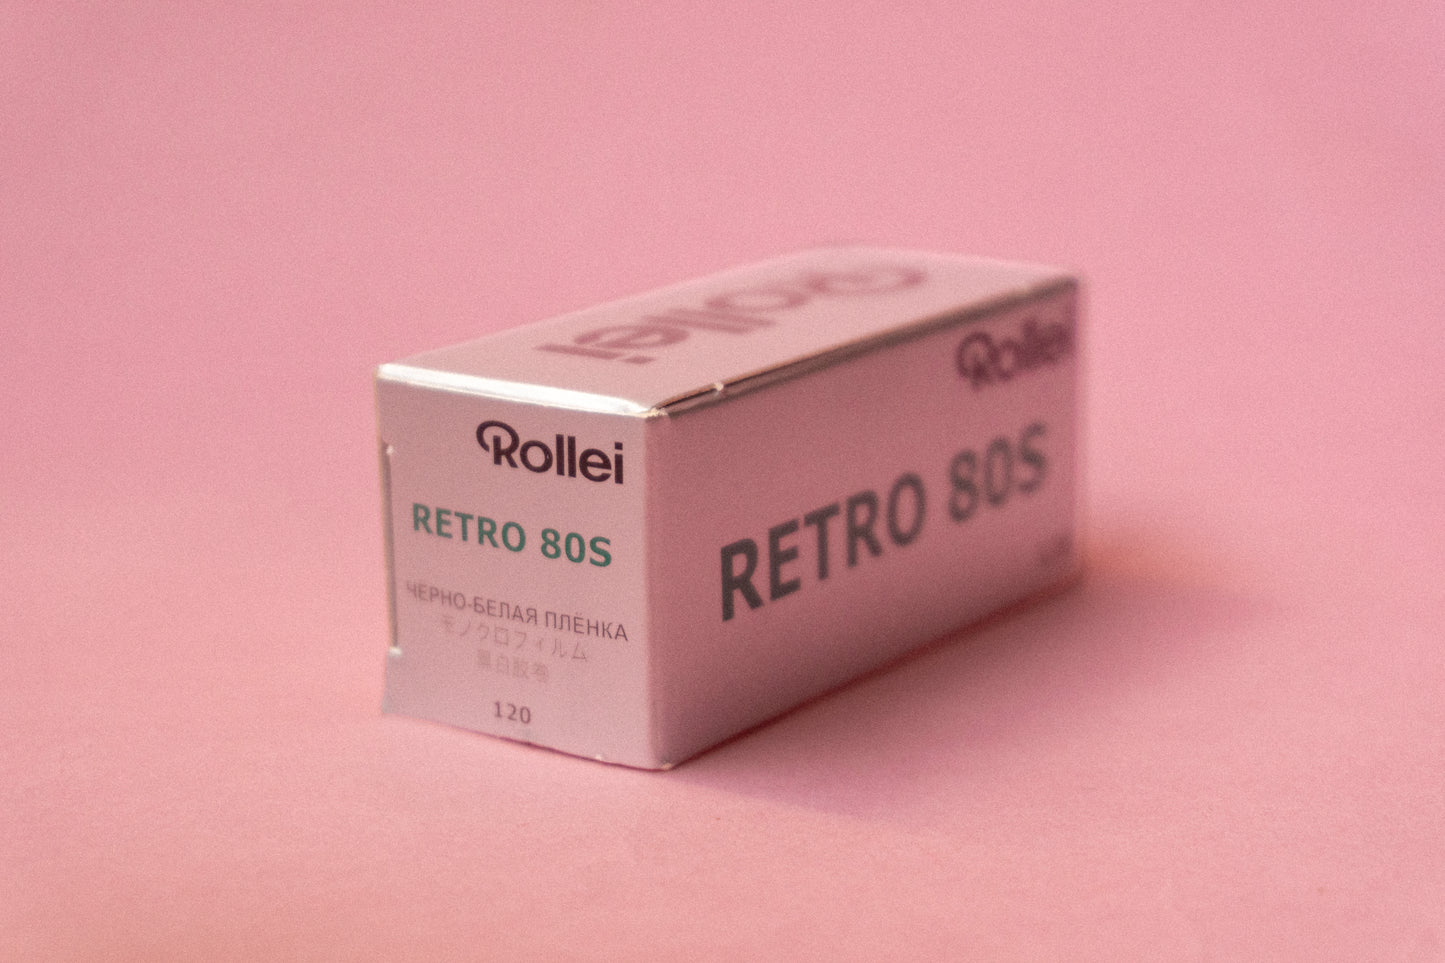 Rollei
RETRO 80S
ЧЕРНО-БЕЛАЯ ПЛЁНКА
モノクロフィルム
黑白胶卷
120
Rollei
Rollei
RETRO 80S